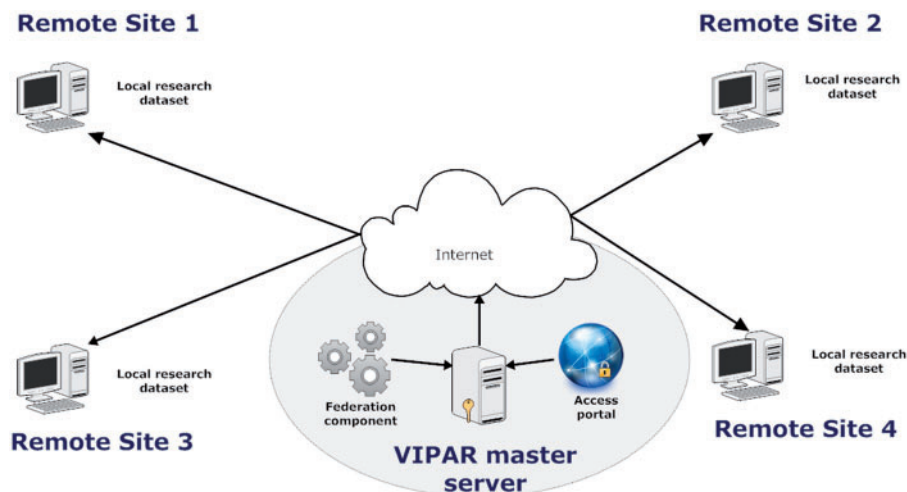 Remote Site 1
Remote Site 2
Local research
dataset
Local research
dataset
Internet
Local research
dataset
Local research
dataset
Federation
component
Access
portal
Remote Site 3
Remote Site 4
VIPAR master
server